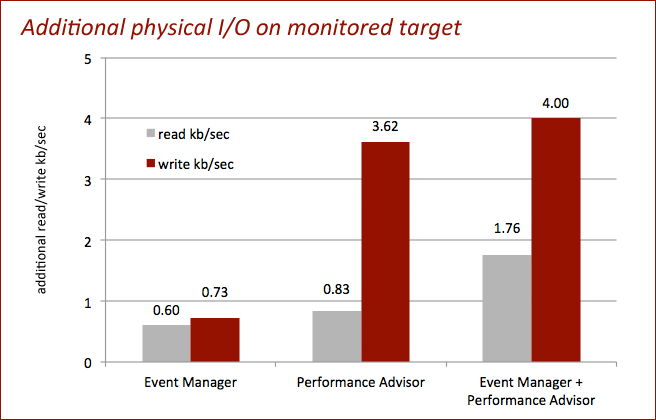 Additional physical I/O on monitored target
additional read/write kb/sec
5
4
3
2
1
0
read kb/sec
write kb/sec
0.60
0.73
0.83
3.62
1.76
4.00
Event Manager
Performance Advisor
Event Manager +
Performance Advisor